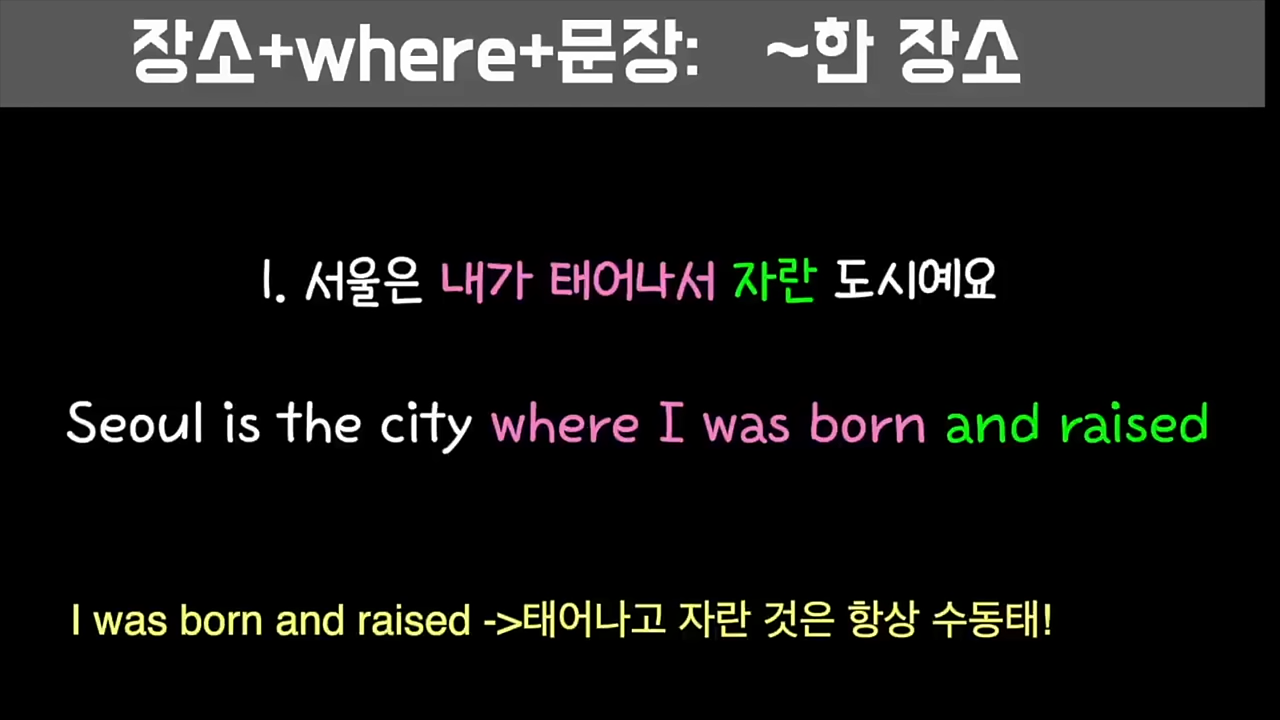 장소+where+문장: ~한 장소
1. 서울은 내가 태어나서 자란 도시예요
Seoul is the city where I was born and raised
I was born and raised ->태어나고 자란 것은 항상 수동태!